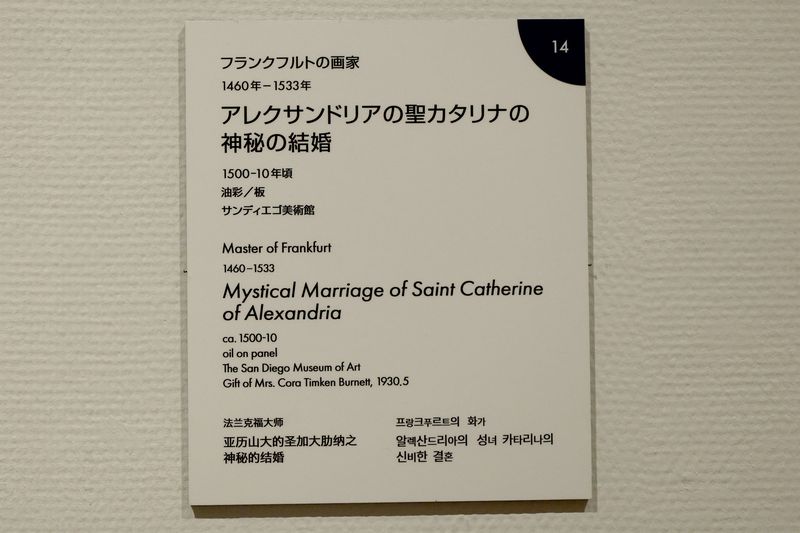 14
フランクフルトの画家
1460年−1533年
アレクサンドリアの聖カタリナの
神秘の結婚
1500-10年頃
油彩／板
サンディエゴ美術館
Master of Frankfurt
1460–1533
Mystical Marriage of Saint Catherine
of Alexandria
ca. 1500-10
oil on panel
The San Diego Museum of Art
Gift of Mrs. Cora Timken Burnett, 1930.5
法兰克福大师
亚历山大的圣加大肋纳之
神秘的结婚
프랑크푸르트의 화가
알렉산드리아의 성녀 카타리나의
신비한 결혼